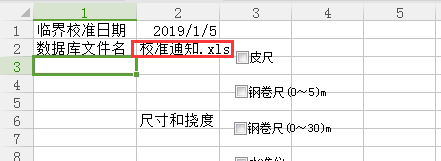 1 2 3 4 5
1 临界校准日期 2019/1/5
2 数据库文件名 校准通知.xls
3 皮尺
4 钢卷尺(0～5)m
5
6 尺寸和挠度 钢卷尺(0～30)m
7
8